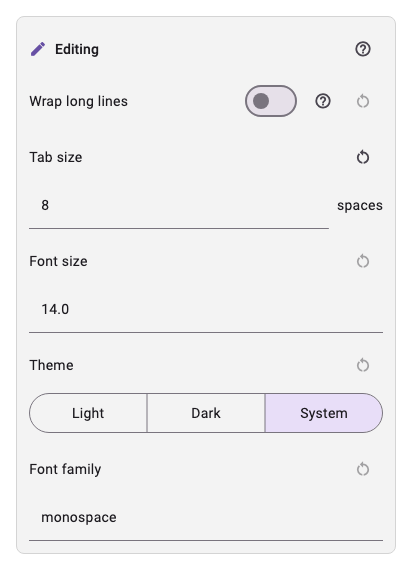 Editing
Wrap long lines
Tab size
8 spaces
Font size
14.0
Theme
Light Dark System
Font family
monospace